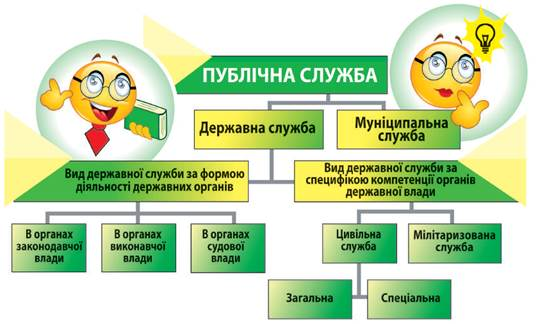 ПУБЛІЧНА СЛУЖБА
Державна служба
Муніципальна
служба
Вид державної служби за формою
діяльності державних органів
Вид державної служби за
специфікою компетенції органів
державної влади
В органах
законодавчої
влади
В органах
виконавчої
влади
В органах
судової
влади
Цивільна
служба
Мілітаризована
служба
Загальна
Спеціальна